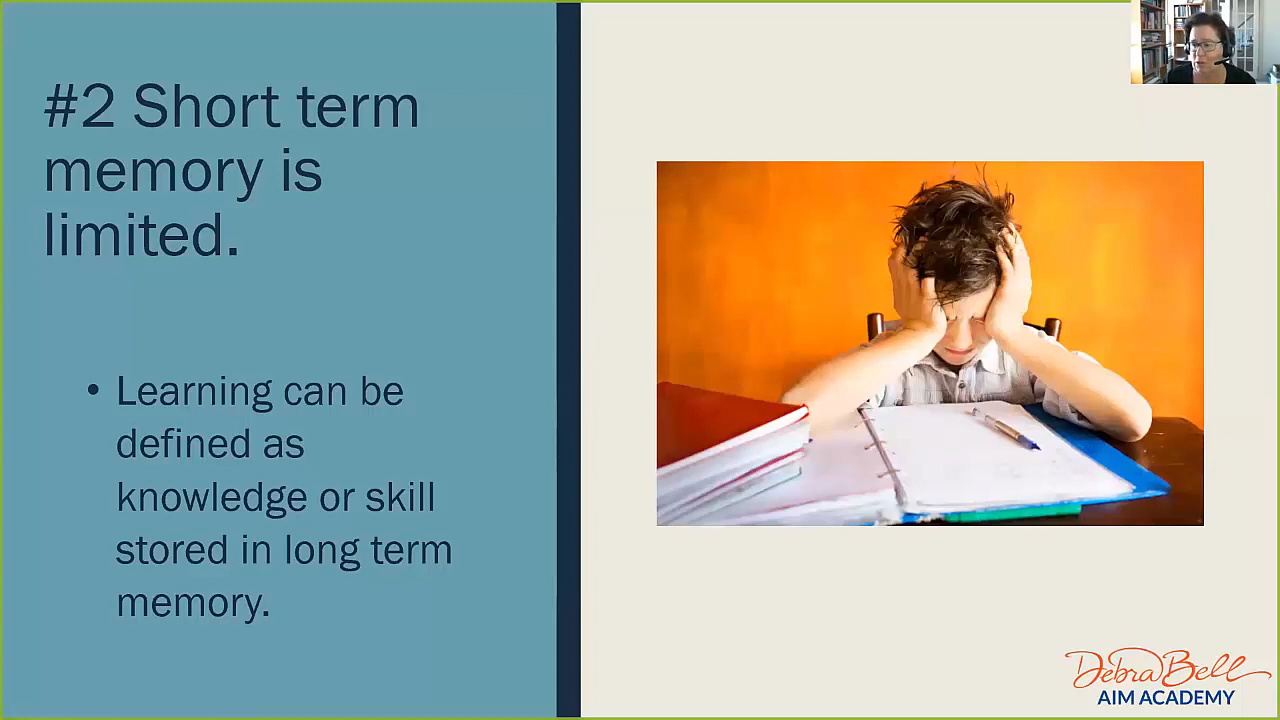 #2 Short term
memory is
limited.
• Learning can be
defined as
knowledge or skill
stored in long term
memory.
Debra Bell
AIM ACADEMY